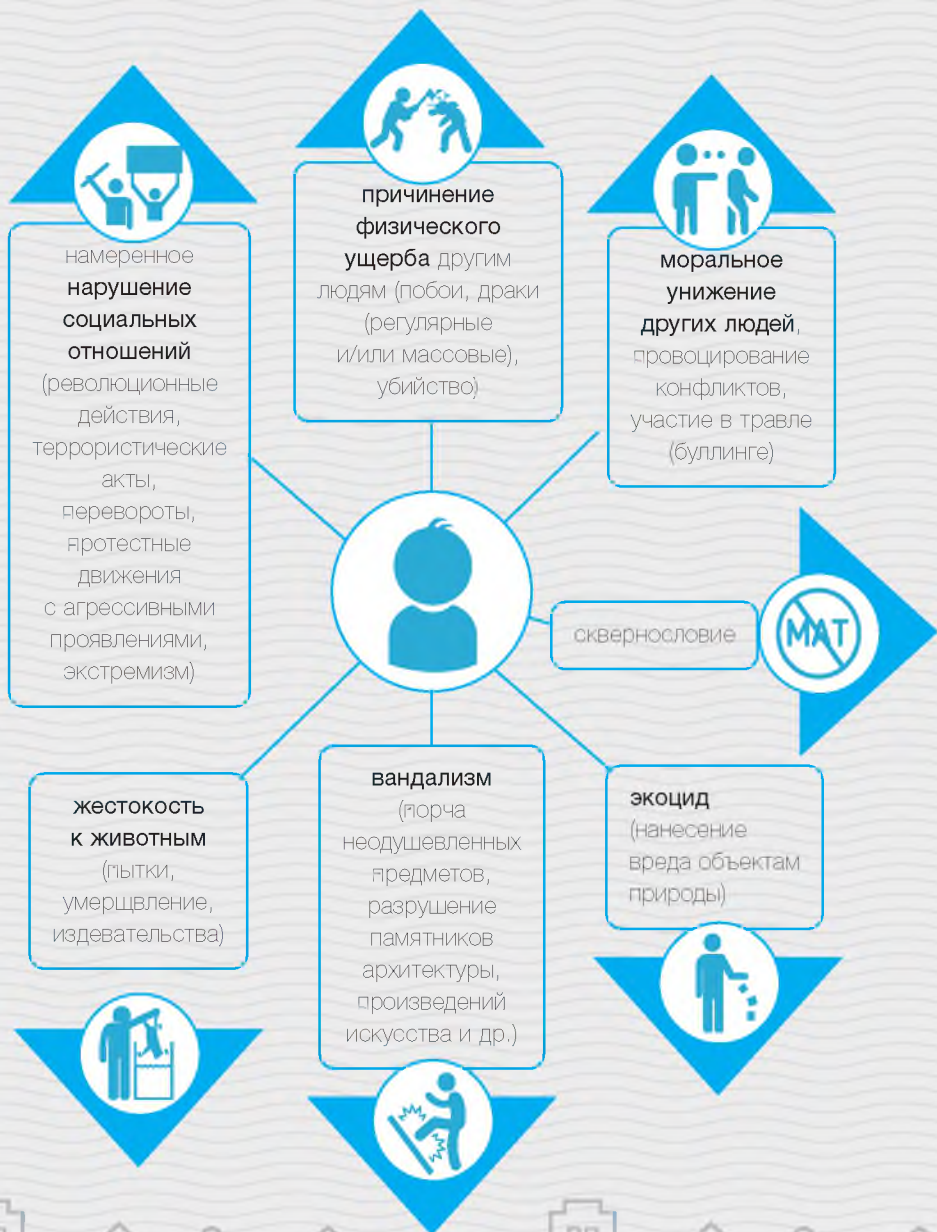 намеренное
нарушение
социальных
отношений
(революционные
действия,
террористические
акты,
перевороты,
протестные
движения
с агрессивными
проявлениями,
экстремизм)
причинение
физического
ущерба другим
людям (побои, драки
(регулярные
и/или массовые),
убийство)
моральное
унижение
других людей,
провоцирование
конфликтов,
участие в травле
(буллинге)
сквернословие
МАТ
жестокость
к животным
(пытки,
умерщвление,
издевательства)
вандализм
(порча
неодушевленных
предметов,
разрушение
памятников
архитектуры,
произведений
искусства и др.)
экоцид
(нанесение
вреда объектам
природы)